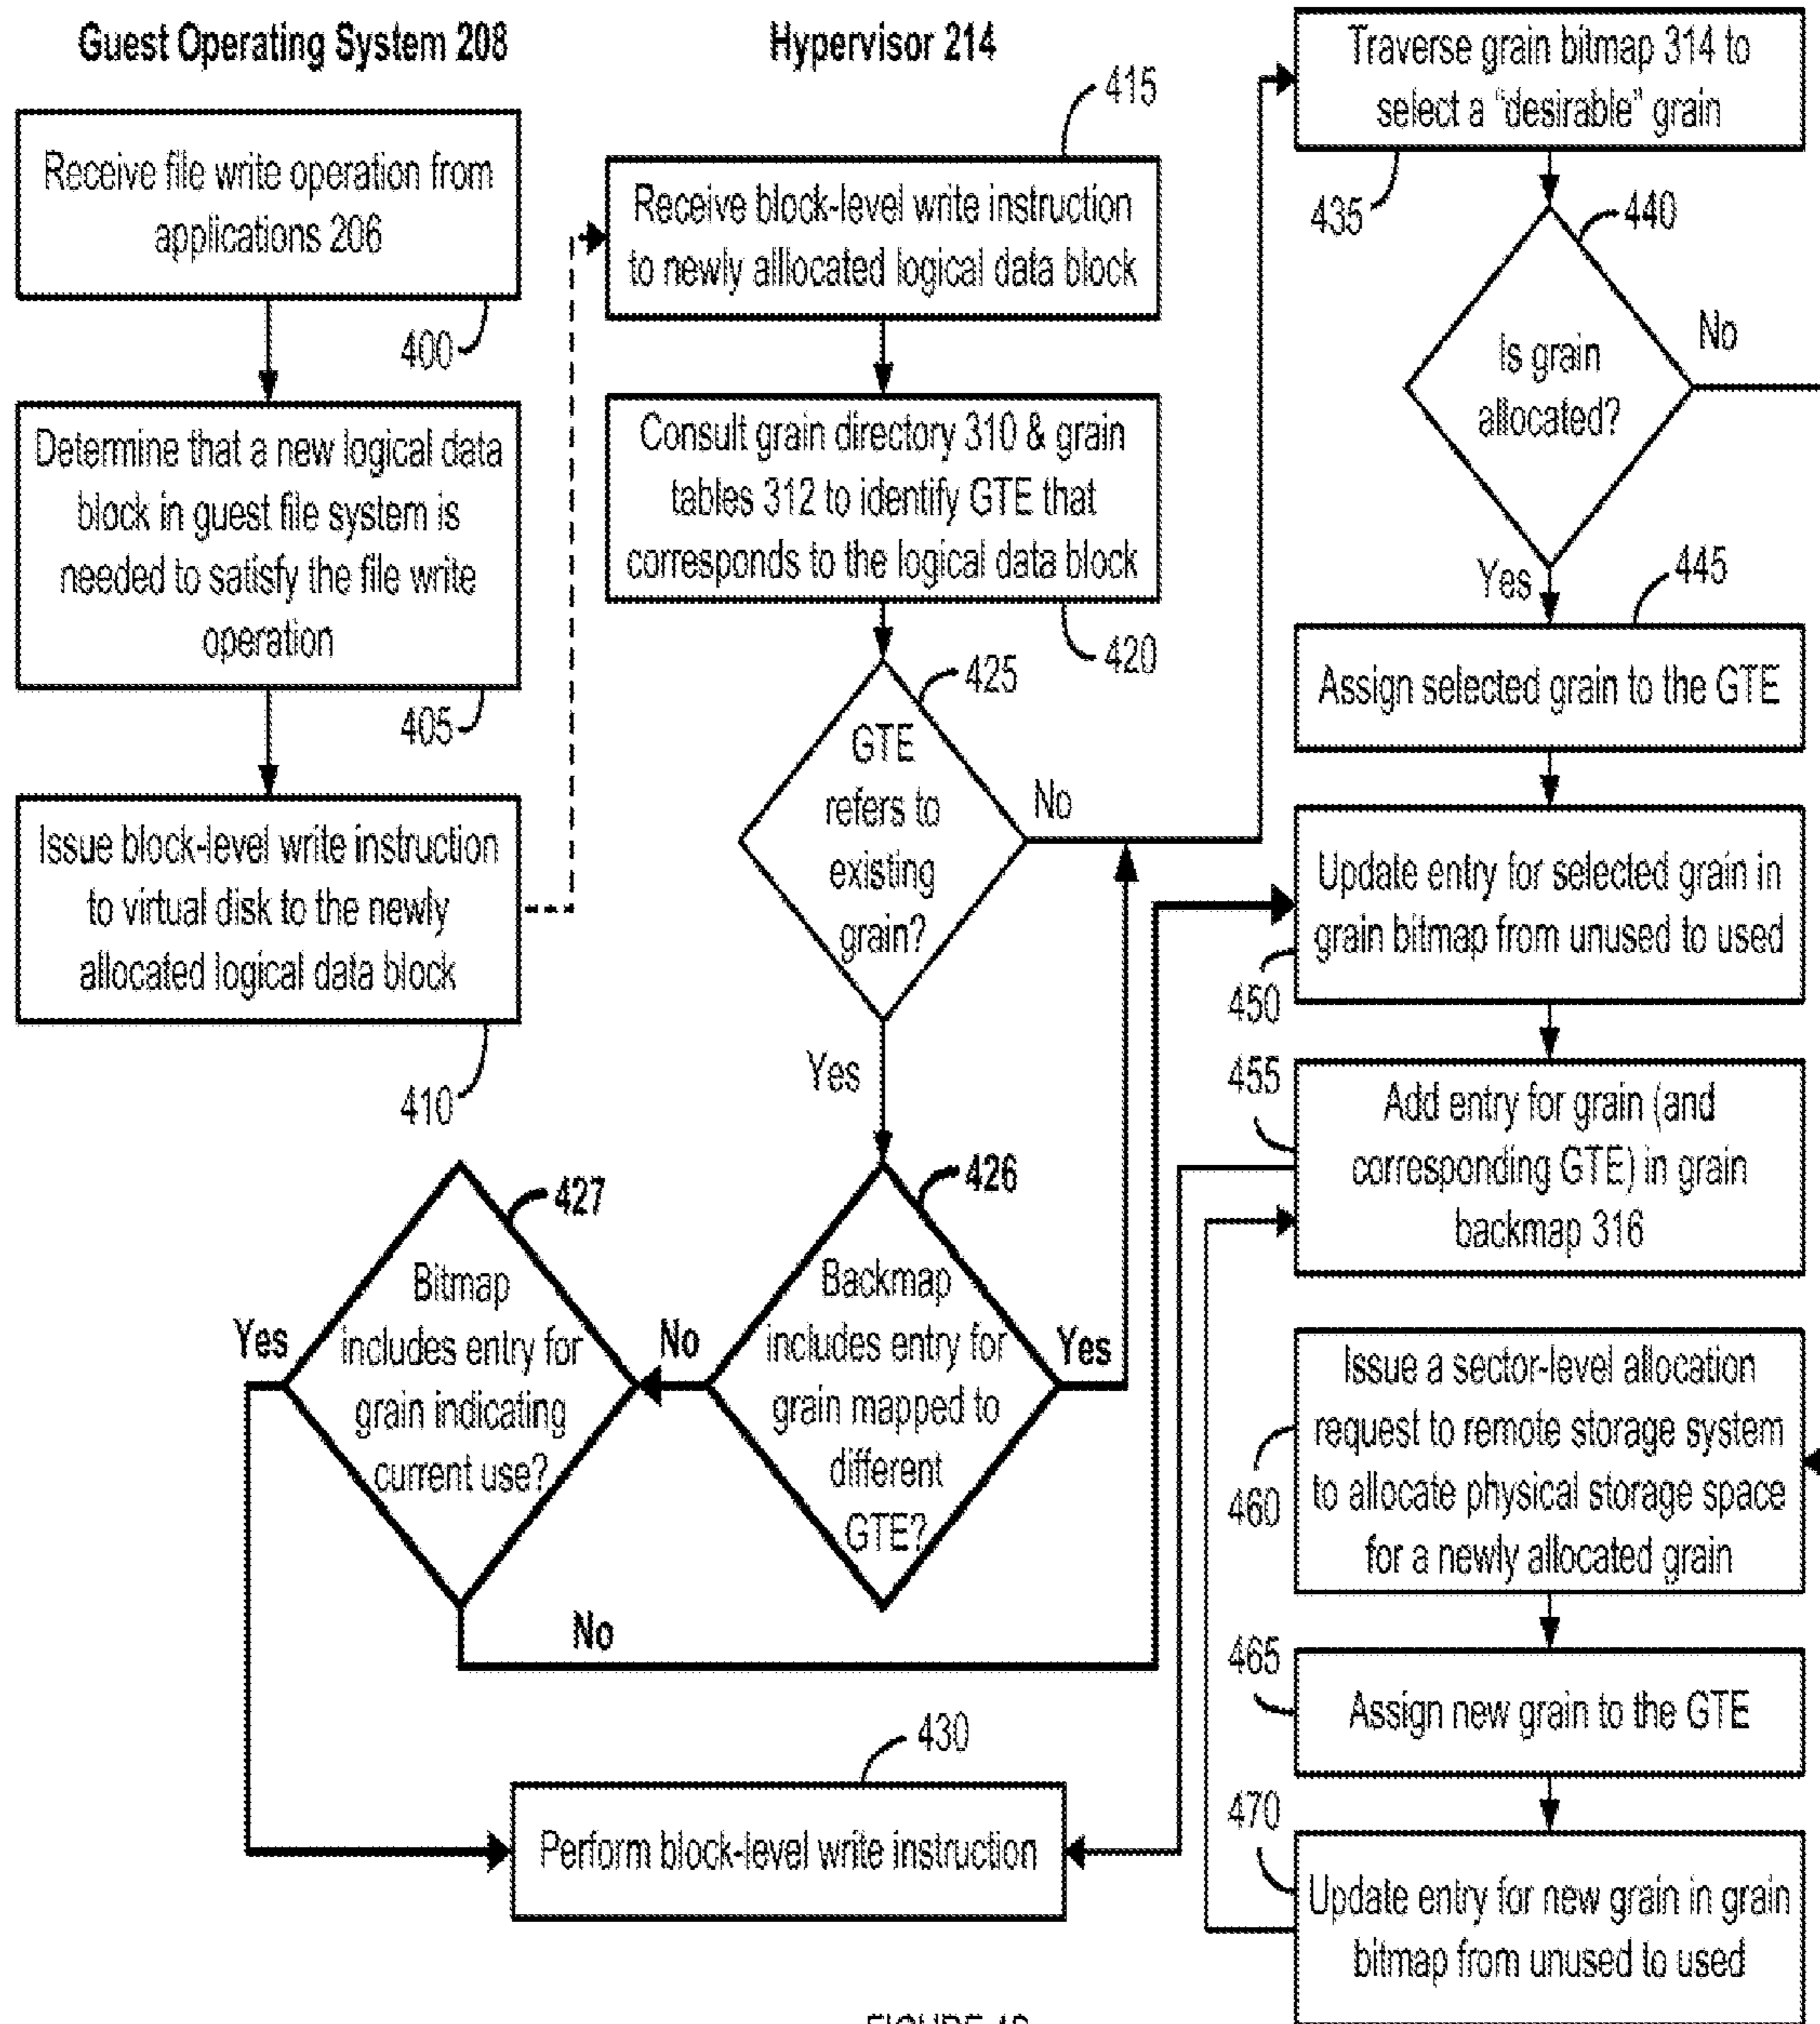 Guest Operating System 208
Receive file write operation from
applications 206
400
Determine that a new logical data
block in guest file system is
needed to satisfy the file write
operation
405
Issue block-level write instruction
to virtual disk to the newly
allocated logical data block
410
Hypervisor 214
415
Receive block-level write instruction
to newly alllocated logical data block
Consult grain directory 310 & grain
tables 312 to identify GTE that
corresponds to the logical data block
420
425
GTE
refers to
existing
grain?
No
Yes
426
Backmap
includes entry for
grain mapped to
different
GTE?
Yes
No
427
Bitmap
includes entry for
grain indicating
current use?
Yes
No
430
Perform block-level write instruction
Traverse grain bitmap 314 to
select a "desirable" grain
435
440
Is grain
allocated?
No
Yes
445
Assign selected grain to the GTE
Update entry for selected grain in
grain bitmap from unused to used
450
455
Add entry for grain (and
corresponding GTE) in grain
backmap 316
Issue a sector-level allocation
request to remote storage system
to allocate physical storage space
for a newly allocated grain
460
465
Assign new grain to the GTE
470
Update entry for new grain in grain
bitmap from unused to used